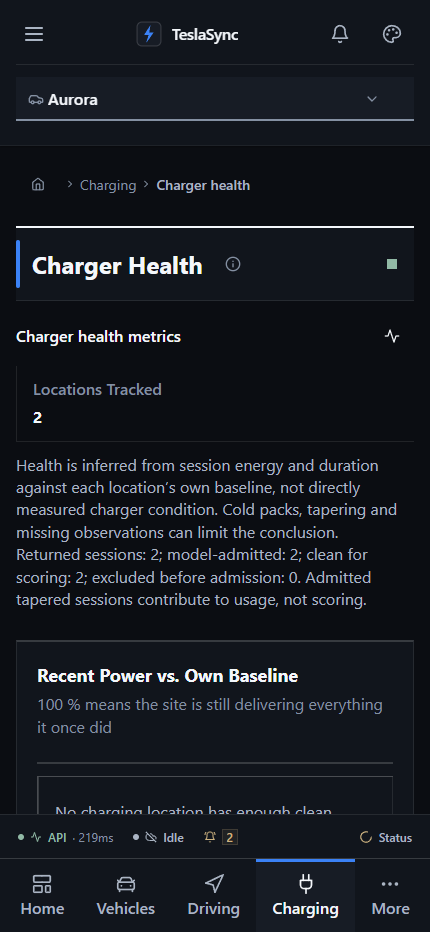 TeslaSync
Aurora
Charging
Charger health
Charger Health
Charger health metrics
Locations Tracked
2
Health is inferred from session energy and duration
against each location's own baseline, not directly
measured charger condition. Cold packs, tapering and
missing observations can limit the conclusion.
Returned sessions: 2; model-admitted: 2; clean for
scoring: 2; excluded before admission: 0. Admitted
tapered sessions contribute to usage, not scoring.
Recent Power vs. Own Baseline
100 % means the site is still delivering everything
it once did
No charging location has enough clean
API · 219ms
Idle
2
Status
Home
Vehicles
Driving
Charging
More